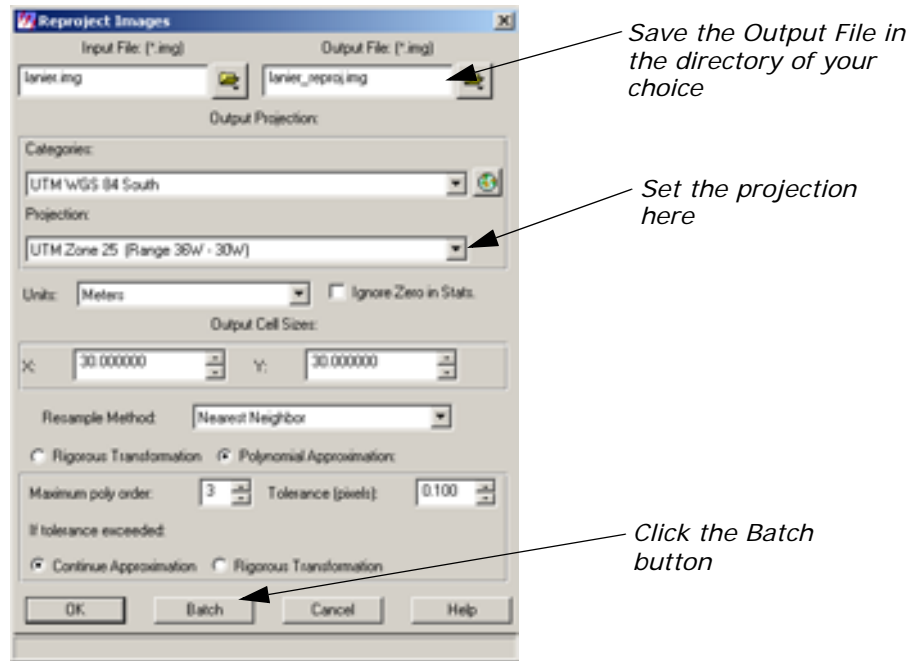 Reproject Images
Input File: (*.img) Output File: (*.img)
lanier.img lanier_reproj.img
Save the Output File in
the directory of your
choice
Output Projection:
Categories:
UTM WGS 84 South
Set the projection
here
Projection:
UTM Zone 25 (Range 36W - 30W)
Units: Meters Ignore Zero in Stats.
Output Cell Sizes:
X: 30.000000 Y: 30.000000
Resample Method: Nearest Neighbor
Rigorous Transformation Polynomial Approximation:
Maximum poly order: 3 Tolerance (pixels): 0.100
If tolerance exceeded:
Continue Approximation Rigorous Transformation
Click the Batch
button
OK Batch Cancel Help